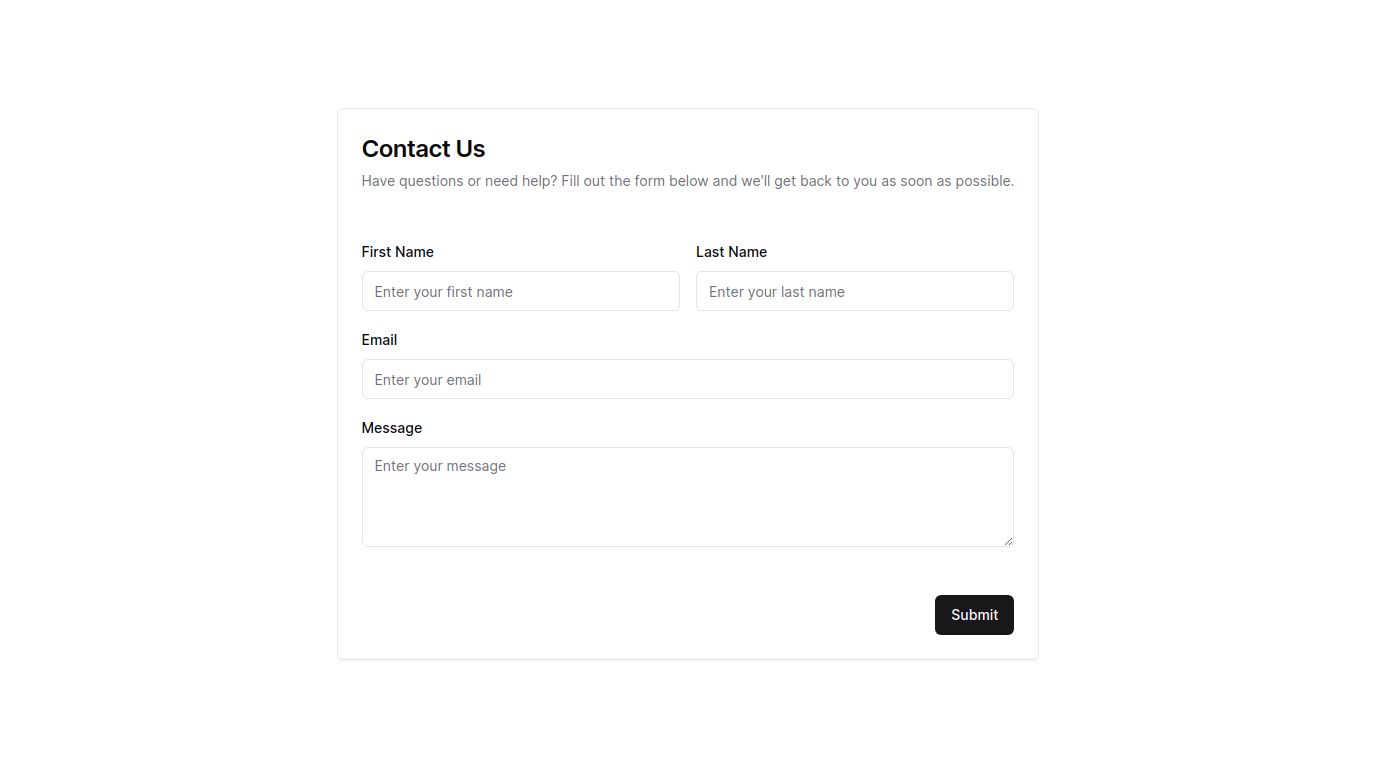 Contact Us
Have questions or need help? Fill out the form below and we'll get back to you as soon as possible.
First Name
Last Name
Enter your first name
Enter your last name
Email
Enter your email
Message
Enter your message
Submit